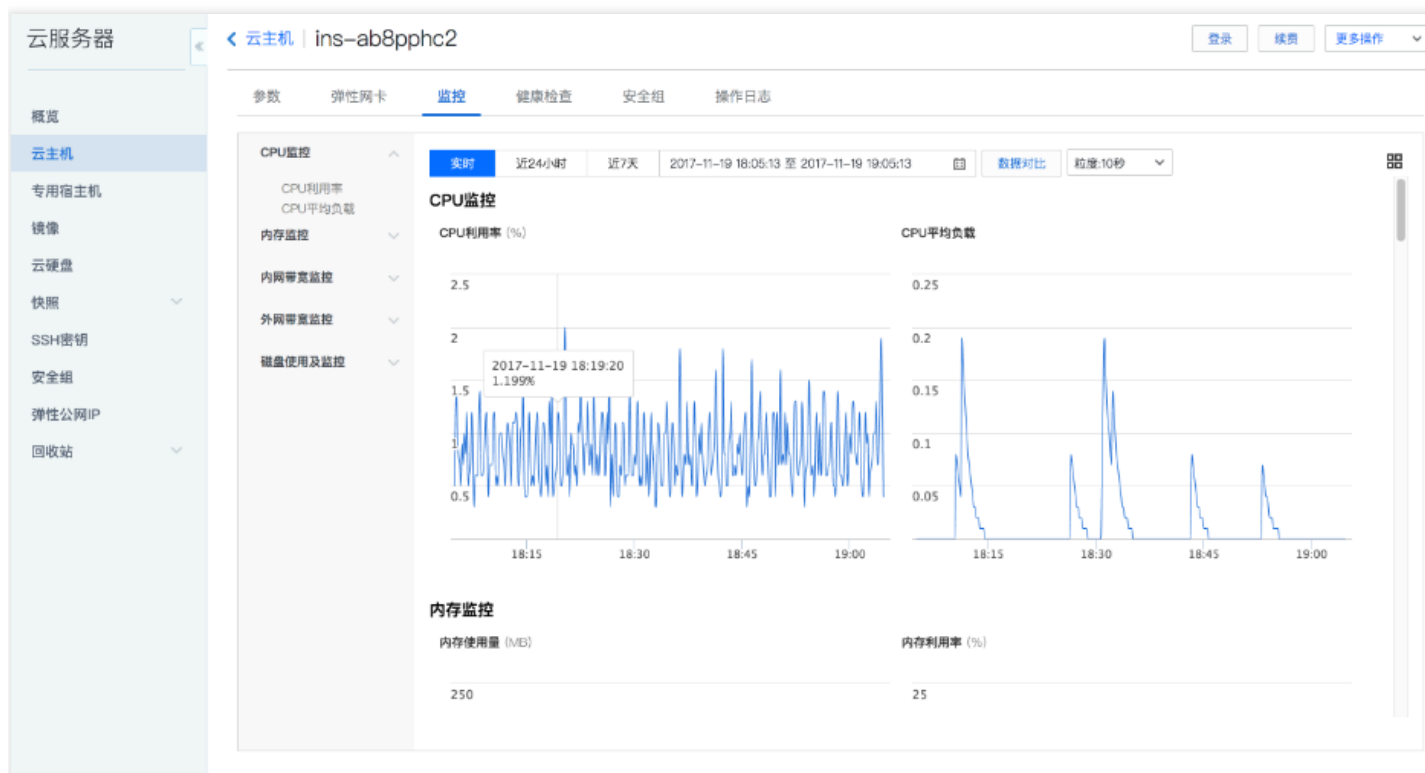 云服务器
«
云主机 | ins-ab8pphc2
登录
续费
更多操作
概览
云主机
专用宿主机
镜像
云硬盘
快照
SSH密钥
安全组
弹性公网IP
回收站
参数
弹性网卡
监控
健康检查
安全组
操作日志
CPU监控
CPU利用率
CPU平均负载
内存监控
内网带宽监控
外网带宽监控
磁盘使用及监控
实时
近24小时
近7天
2017-11-19 18:05:13 至 2017-11-19 19:05:13
数据对比
粒度:10秒
CPU监控
CPU利用率 (%)
2.5
2
1.5
1
0.5
2017-11-19 18:19:20
1.199%
18:15
18:30
18:45
19:00
CPU平均负载
0.25
0.2
0.15
0.1
0.05
18:15
18:30
18:45
19:00
内存监控
内存使用量 (MB)
250
内存利用率 (%)
25